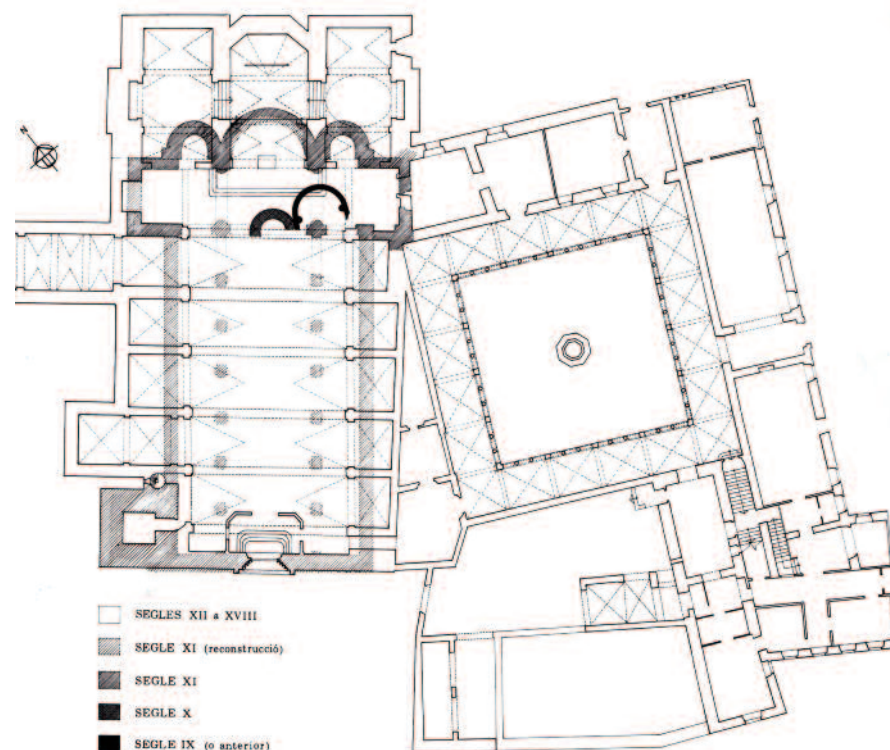 N
SEGLES XII a XVIII
SEGLE XI (reconstrucció)
SEGLE XI
SEGLE X
SEGLE IX (o anterior)